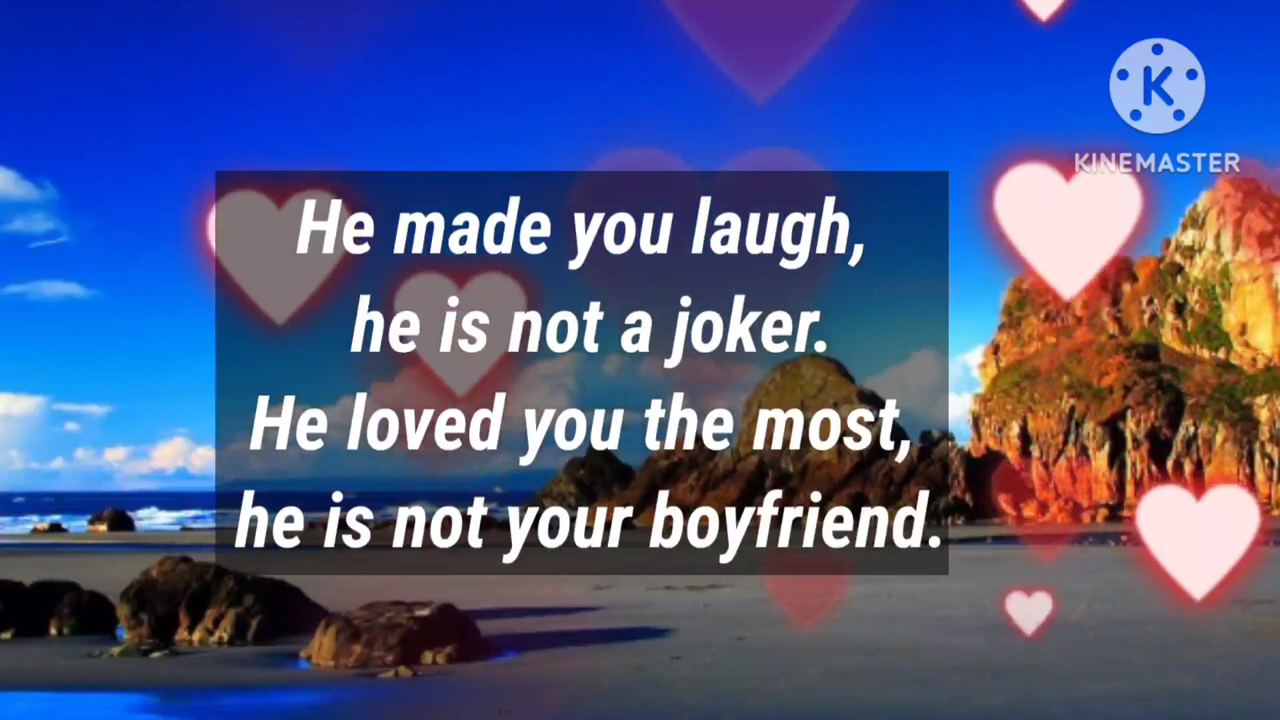 K
KINEMASTER
He made you laugh,
he is not a joker.
He loved you the most,
he is not your boyfriend.